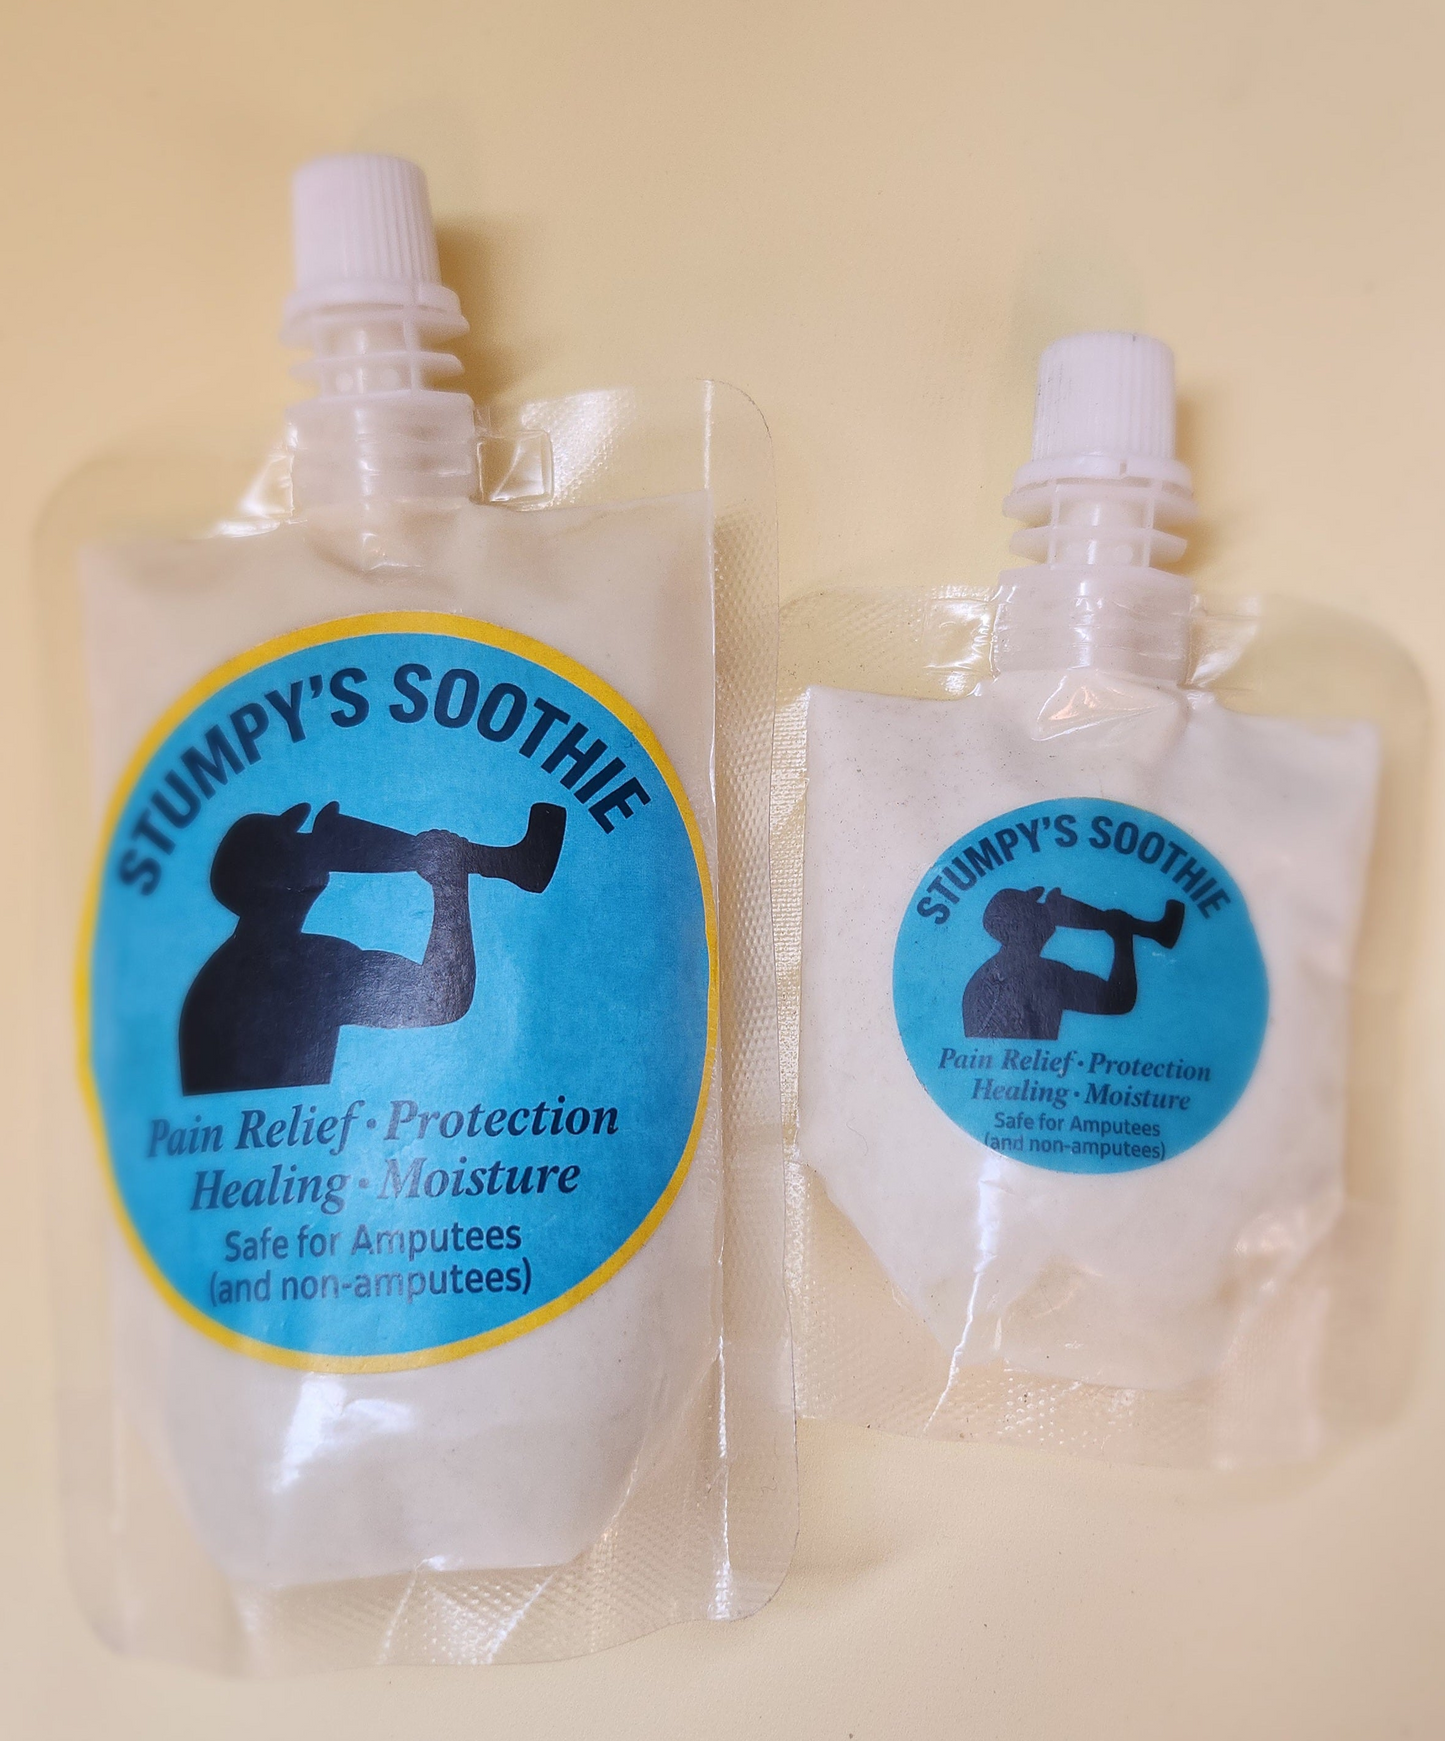 STUMPY'S SOOTHIE
Pain Relief · Protection
Healing · Moisture
Safe for Amputees
(and non-amputees)
STUMPY'S SOOTHIE
Pain Relief · Protection
Healing · Moisture
Safe for Amputees
(and non-amputees)